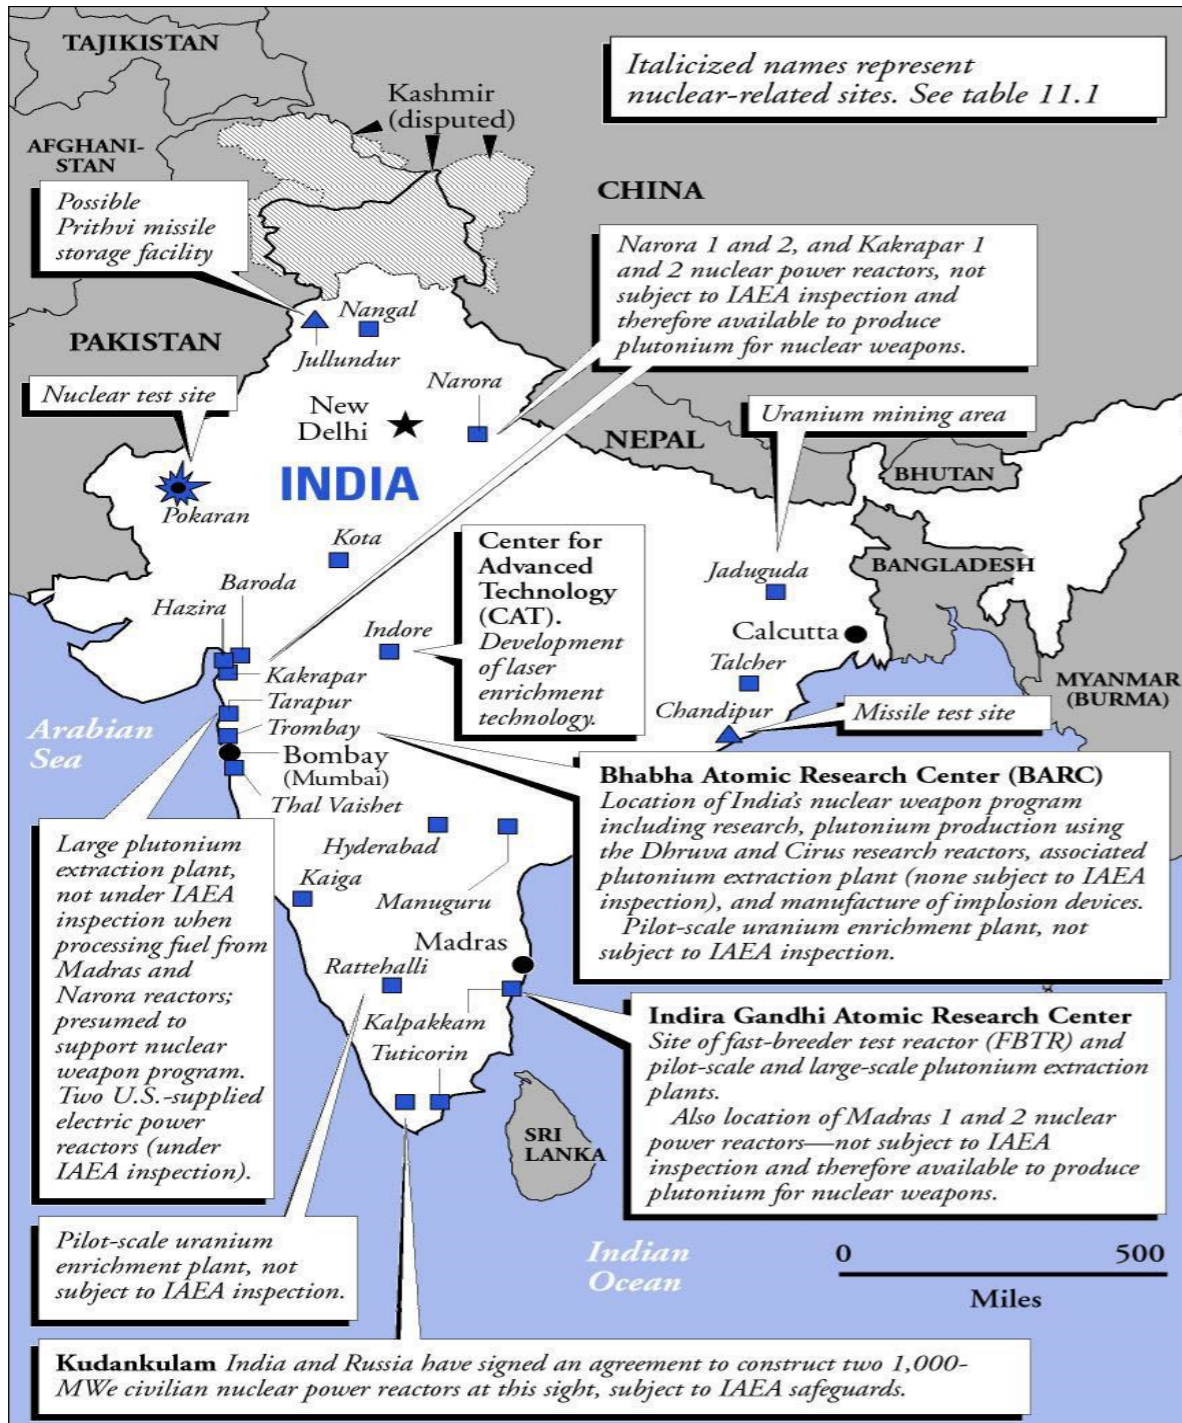 TAJIKISTAN
Italicized names represent
nuclear-related sites. See table 11.1
Kashmir
(disputed)
AFGHANI-
STAN
CHINA
Possible
Prithvi missile
storage facility
Narora 1 and 2, and Kakrapar 1
and 2 nuclear power reactors, not
subject to IAEA inspection and
therefore available to produce
plutonium for nuclear weapons.
PAKISTAN
Nangal
Jullundur
Nuclear test site
Narora
New
Delhi
Uranium mining area
NEPAL
BHUTAN
INDIA
Pokaran
Kota
Center for
Advanced
Technology
(CAT).
Development
of laser
enrichment
technology.
BANGLADESH
Jaduguda
Baroda
Hazira
Indore
Calcutta
Kakrapar
Talcher
MYANMAR
(BURMA)
Tarapur
Chandipur
Missile test site
Arabian
Sea
Trombay
Bombay
(Mumbai)
Thal Vaishet
Bhabha Atomic Research Center (BARC)
Location of India's nuclear weapon program
including research, plutonium production using
the Dhruva and Cirus research reactors, associated
plutonium extraction plant (none subject to IAEA
inspection), and manufacture of implosion devices.
Pilot-scale uranium enrichment plant, not
subject to IAEA inspection.
Large plutonium
extraction plant,
not under IAEA
inspection when
processing fuel from
Madras and
Narora reactors;
presumed to
support nuclear
weapon program.
Two U.S.-supplied
electric power
reactors (under
IAEA inspection).
Hyderabad
Kaiga
Manuguru
Madras
Rattehalli
Kalpakkam
Tuticorin
Indira Gandhi Atomic Research Center
Site of fast-breeder test reactor (FBTR) and
pilot-scale and large-scale plutonium extraction
plants.
Also location of Madras 1 and 2 nuclear
power reactors—not subject to IAEA
inspection and therefore available to produce
plutonium for nuclear weapons.
SRI
LANKA
Pilot-scale uranium
enrichment plant, not
subject to IAEA inspection.
Indian
Ocean
0 500
Miles
Kudankulam India and Russia have signed an agreement to construct two 1,000-
MWe civilian nuclear power reactors at this sight, subject to IAEA safeguards.